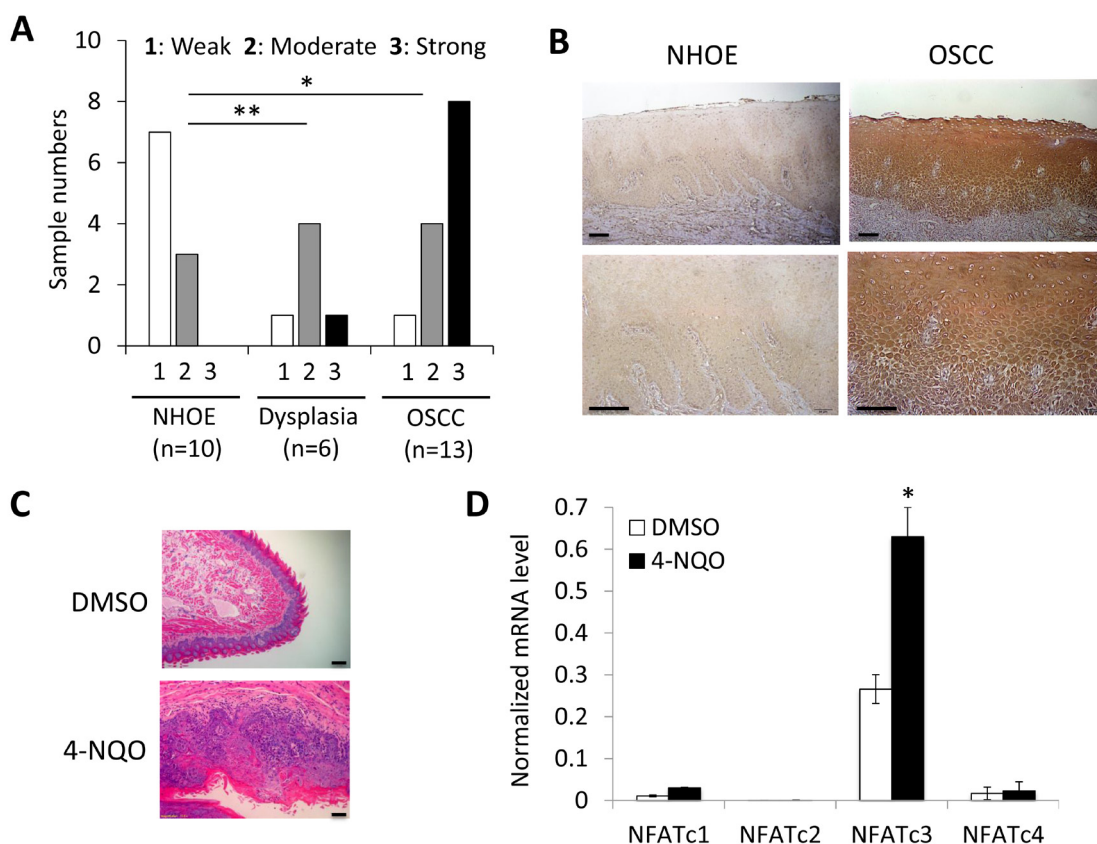 A
1: Weak 2: Moderate 3: Strong
*
**
Sample numbers
10
8
6
4
2
0
1 2 3 1 2 3 1 2 3
NHOE Dysplasia OSCC
(n=10) (n=6) (n=13)
B
NHOE OSCC
C
DMSO
4-NQO
D
DMSO
4-NQO
*
Normalized mRNA level
0.7
0.6
0.5
0.4
0.3
0.2
0.1
0
NFATc1 NFATc2 NFATc3 NFATc4